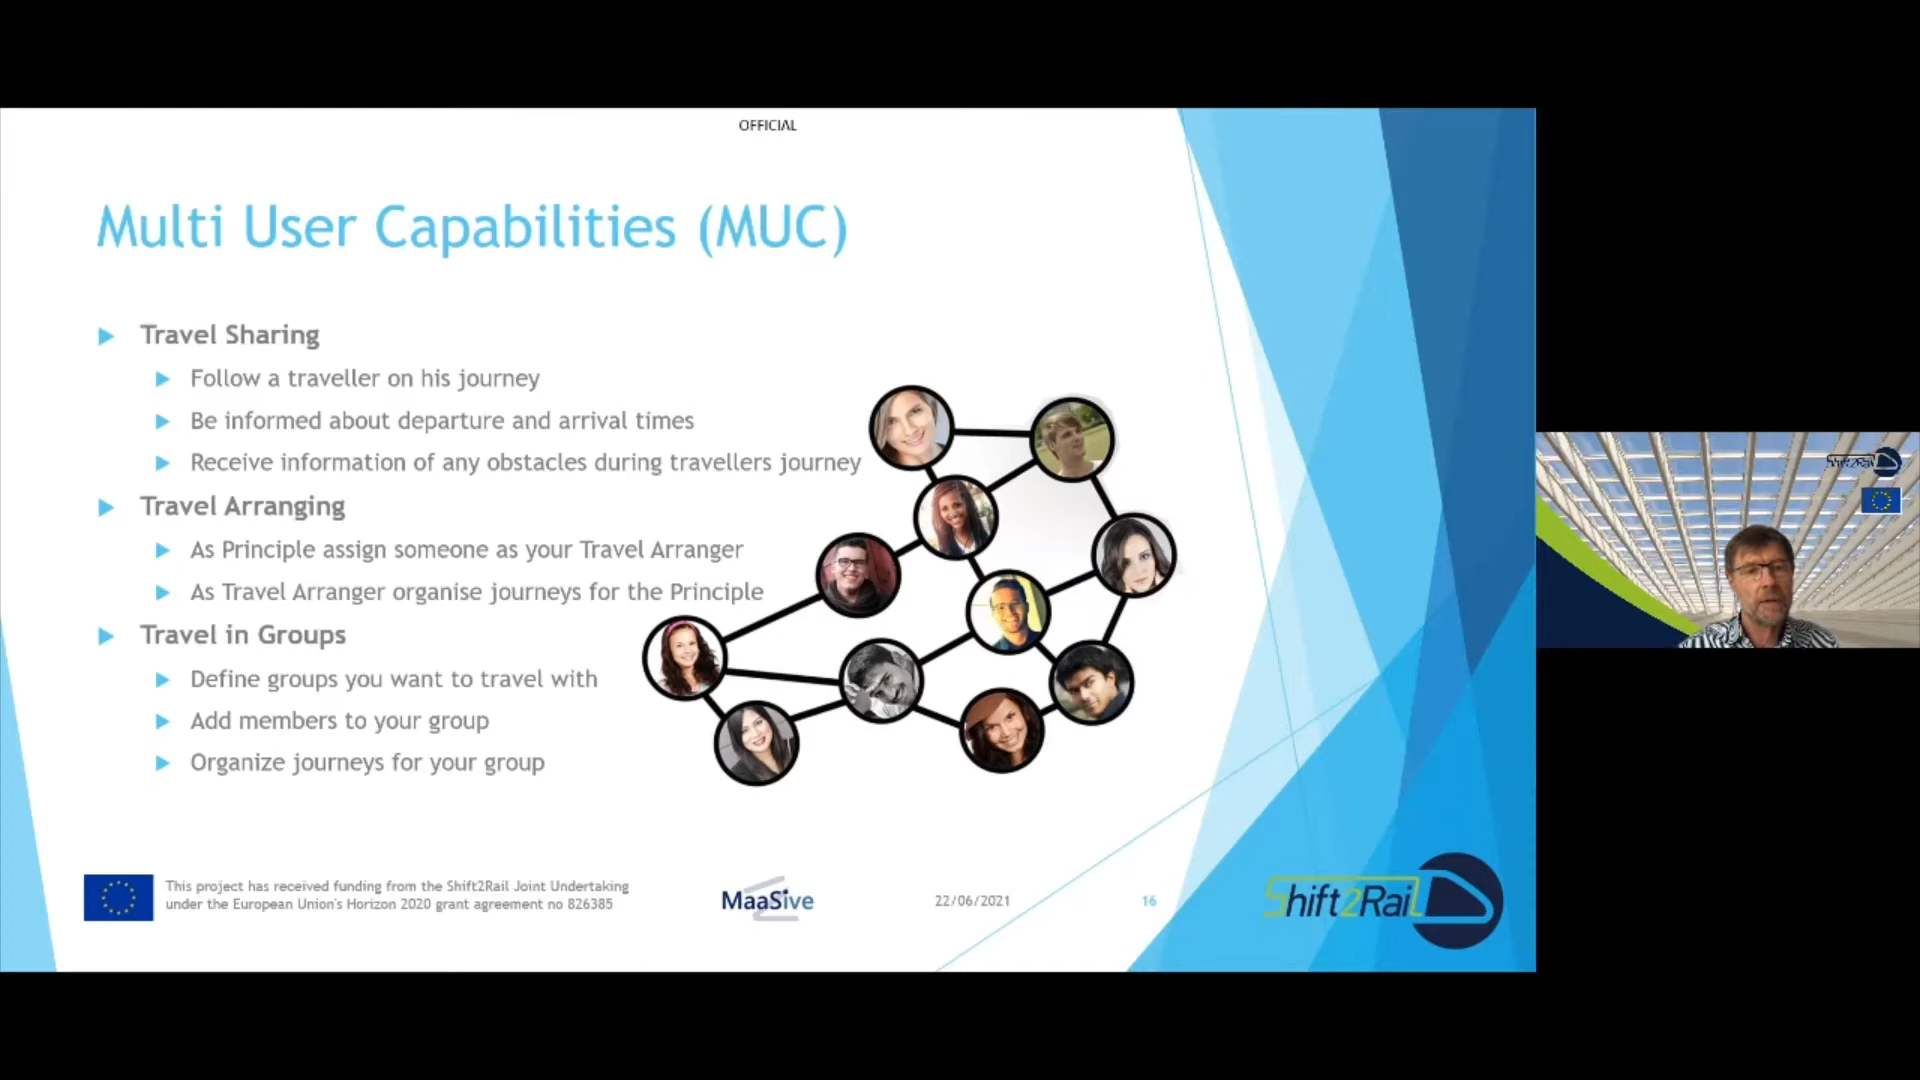 OFFICIAL
Multi User Capabilities (MUC)
Travel Sharing
Follow a traveller on his journey
Be informed about departure and arrival times
Receive information of any obstacles during travellers journey
Travel Arranging
As Principle assign someone as your Travel Arranger
As Travel Arranger organise journeys for the Principle
Travel in Groups
Define groups you want to travel with
Add members to your group
Organize journeys for your group
This project has received funding from the Shift2Rail Joint Undertaking
under the European Union's Horizon 2020 grant agreement no 826385
MaaSive
22/06/2021
16
Shift2Rail
Shift2Rail